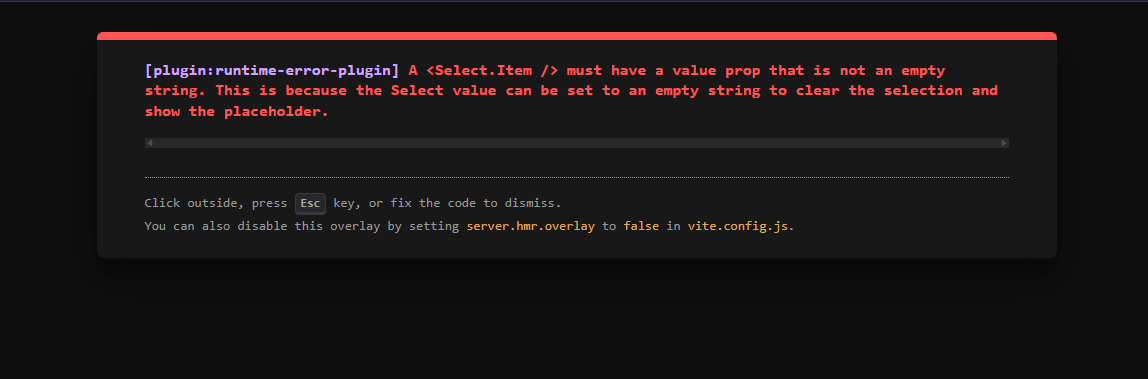 [plugin:runtime-error-plugin] A <Select.Item /> must have a value prop that is not an empty
string. This is because the Select value can be set to an empty string to clear the selection and
show the placeholder.
Click outside, press Esc key, or fix the code to dismiss.
You can also disable this overlay by setting server.hmr.overlay to false in vite.config.js.